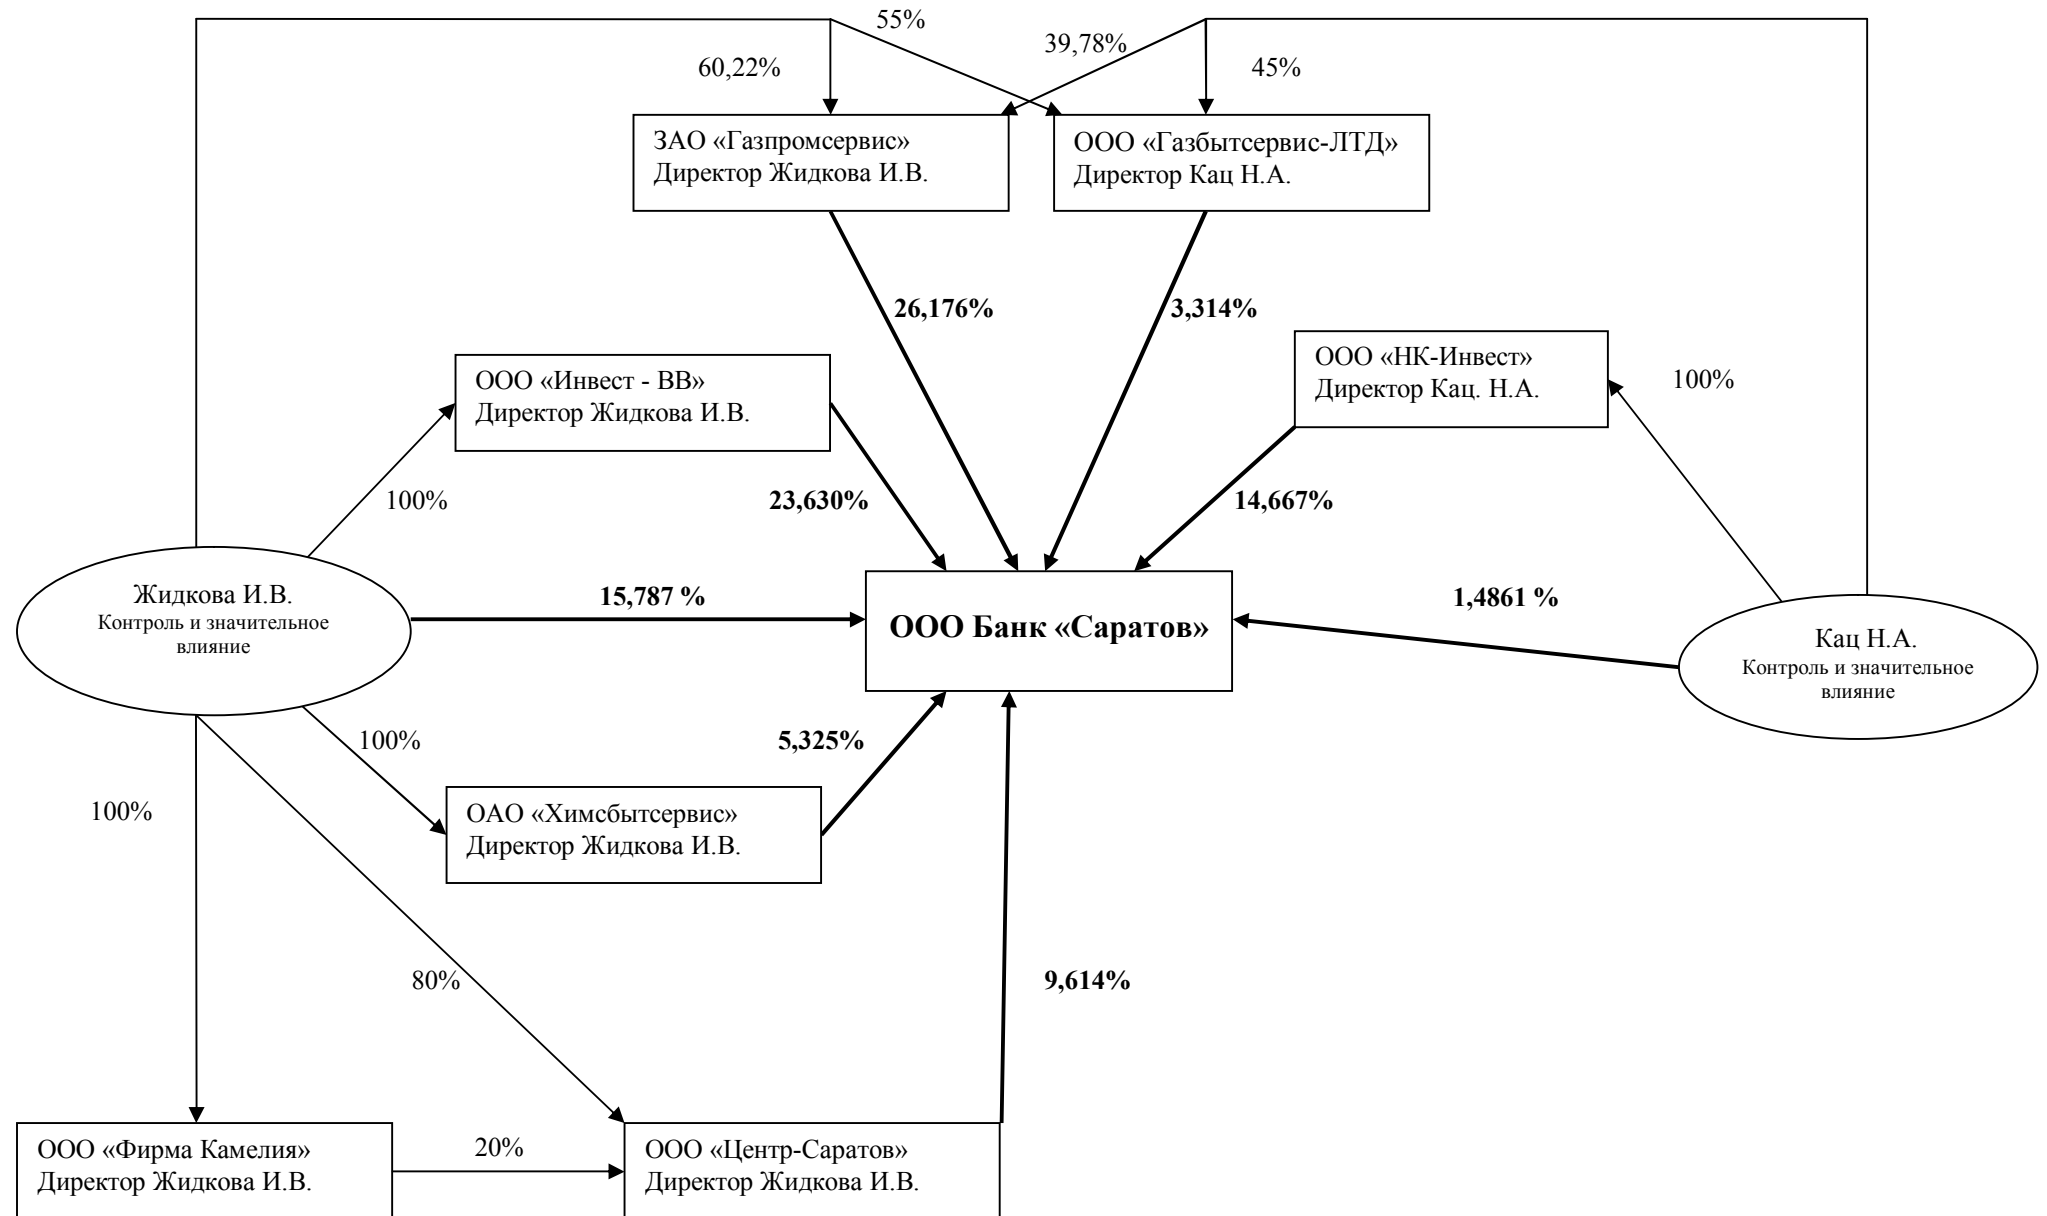 55%
39,78%
60,22%
45%
ЗАО «Газпромсервис»
Директор Жидкова И.В.
ООО «Газбытсервис-ЛТД»
Директор Кац Н.А.
26,176%
3,314%
ООО «Инвест - ВВ»
Директор Жидкова И.В.
ООО «НК-Инвест»
Директор Кац. Н.А.
100%
100%
23,630%
14,667%
Жидкова И.В.
Контроль и значительное
влияние
15,787 %
ООО Банк «Саратов»
1,4861 %
Кац Н.А.
Контроль и значительное
влияние
100%
5,325%
100%
ОАО «Химсбытсервис»
Директор Жидкова И.В.
80%
9,614%
ООО «Фирма Камелия»
Директор Жидкова И.В.
20%
ООО «Центр-Саратов»
Директор Жидкова И.В.